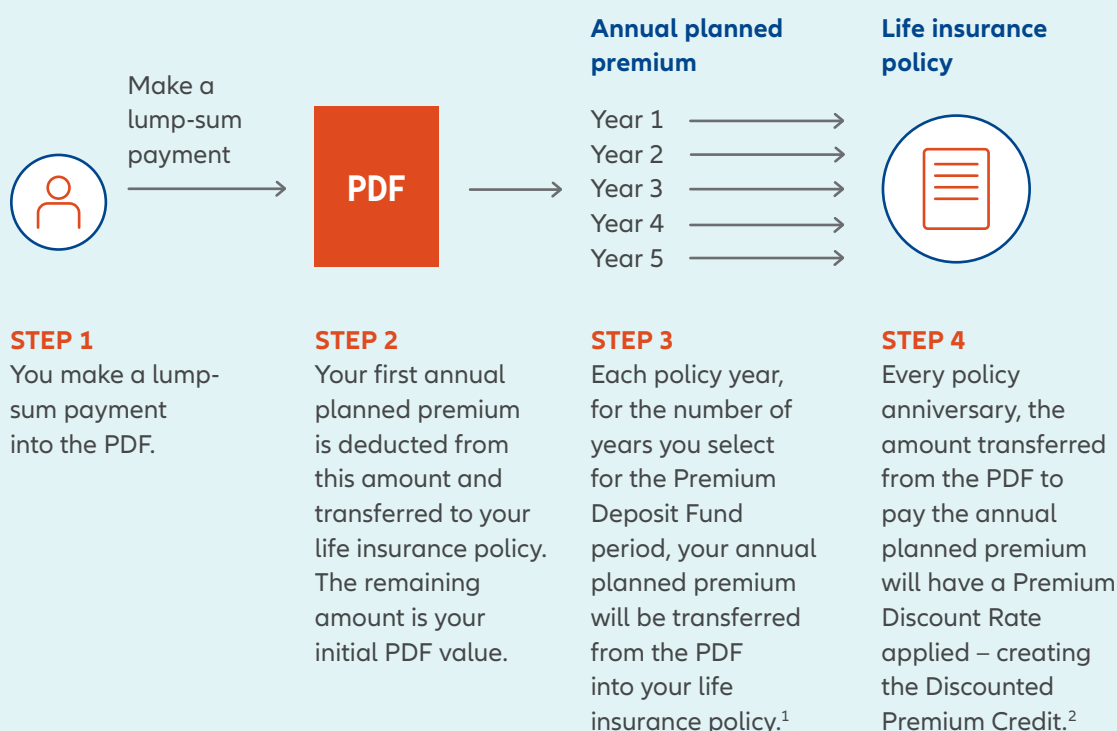 Annual planned
premium
Life insurance
policy
Make a
lump-sum
payment
PDF
Year 1
Year 2
Year 3
Year 4
Year 5
STEP 1
You make a lump-
sum payment
into the PDF.
STEP 2
Your first annual
planned premium
is deducted from
this amount and
transferred to your
life insurance policy.
The remaining
amount is your
initial PDF value.
STEP 3
Each policy year,
for the number of
years you select
for the Premium
Deposit Fund
period, your annual
planned premium
will be transferred
from the PDF
into your life
insurance policy.¹
STEP 4
Every policy
anniversary, the
amount transferred
from the PDF to
pay the annual
planned premium
will have a Premium
Discount Rate
applied – creating
the Discounted
Premium Credit.²